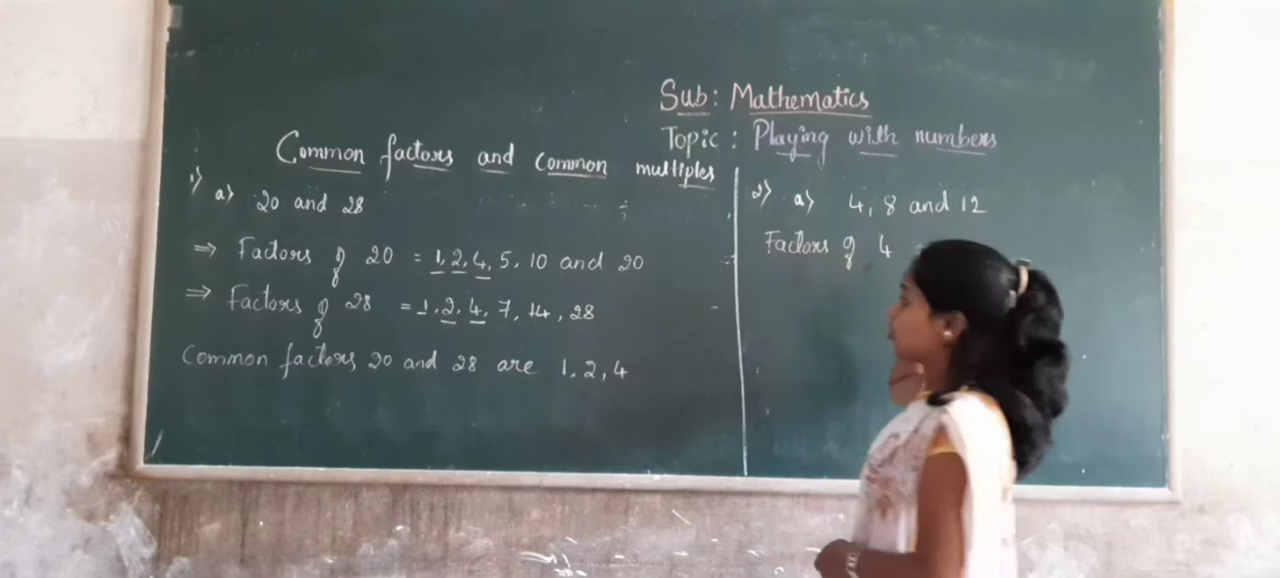 Sub: Mathematics
Topic: Playing with numbers
Common factors and common multiples
1) a) 20 and 28
⇒ Factors of 20 = 1, 2, 4, 5, 10 and 20
⇒ Factors of 28 = 1, 2, 4, 7, 14, 28
Common factors 20 and 28 are 1, 2, 4
2) a) 4, 8 and 12
Factors of 4